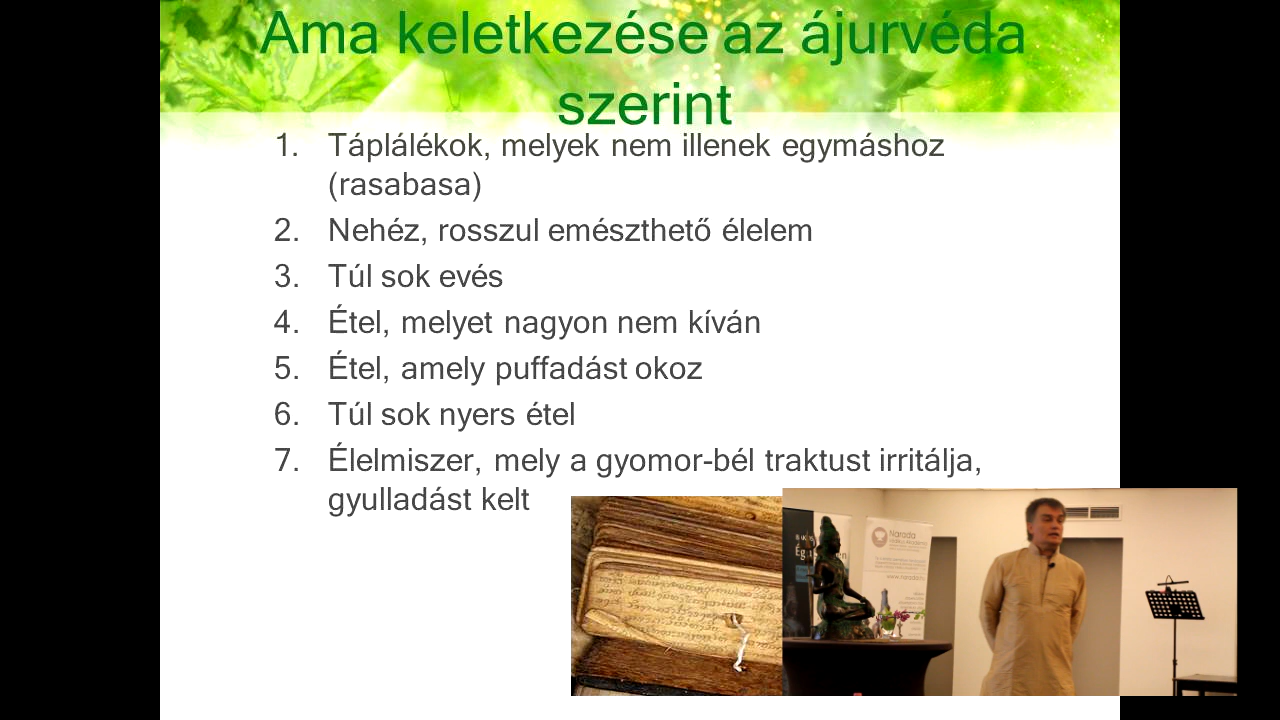 Ama keletkezése az ájurvéda
szerint
1. Táplálékok, melyek nem illenek egymáshoz
(rasabasa)
2. Nehéz, rosszul emészthető élelem
3. Túl sok evés
4. Étel, melyet nagyon nem kíván
5. Étel, amely puffadást okoz
6. Túl sok nyers étel
7. Élelmiszer, mely a gyomor-bél traktust irritálja,
gyulladást kelt
Narada